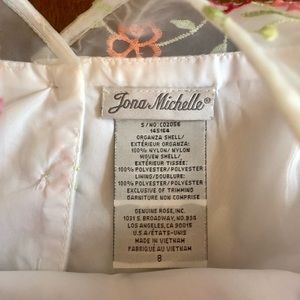 Jona Michelle®
S/NO. CD2056
145164
ORGANZA SHELL/
EXTÉRIEUR ORGANZA:
100% NYLON/ NYLON
WOVEN SHELL/
EXTÉRIEUR TISSÉE:
100% POLYESTER/POLYESTER
LINING/DOUBLURE:
100% POLYESTER/POLYESTER
EXCLUSIVE OF TRIMMING
GARNITURE NON COMPRISE
GENUINE ROSE, INC.
1031 S. BROADWAY, NO.936
LOS ANGELES, CA 90015
U.S.A/ÉTATS-UNIS
MADE IN VIETNAM
FABRIQUÉ AU VIETNAM
8